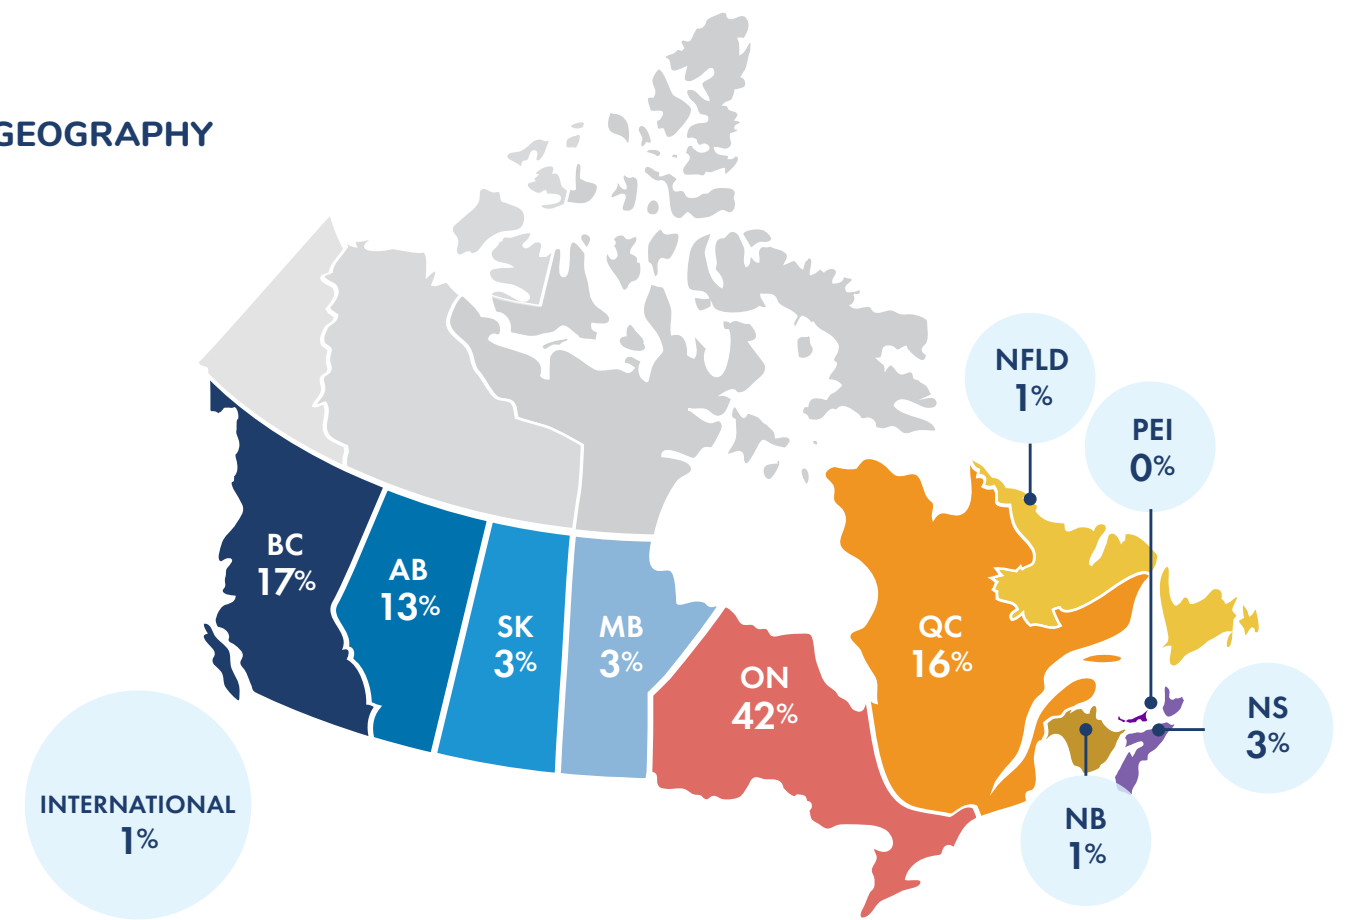 GEOGRAPHY
NFLD
1%
PEI
0%
BC
17%
AB
13%
SK
3%
MB
3%
ON
42%
QC
16%
NS
3%
NB
1%
INTERNATIONAL
1%